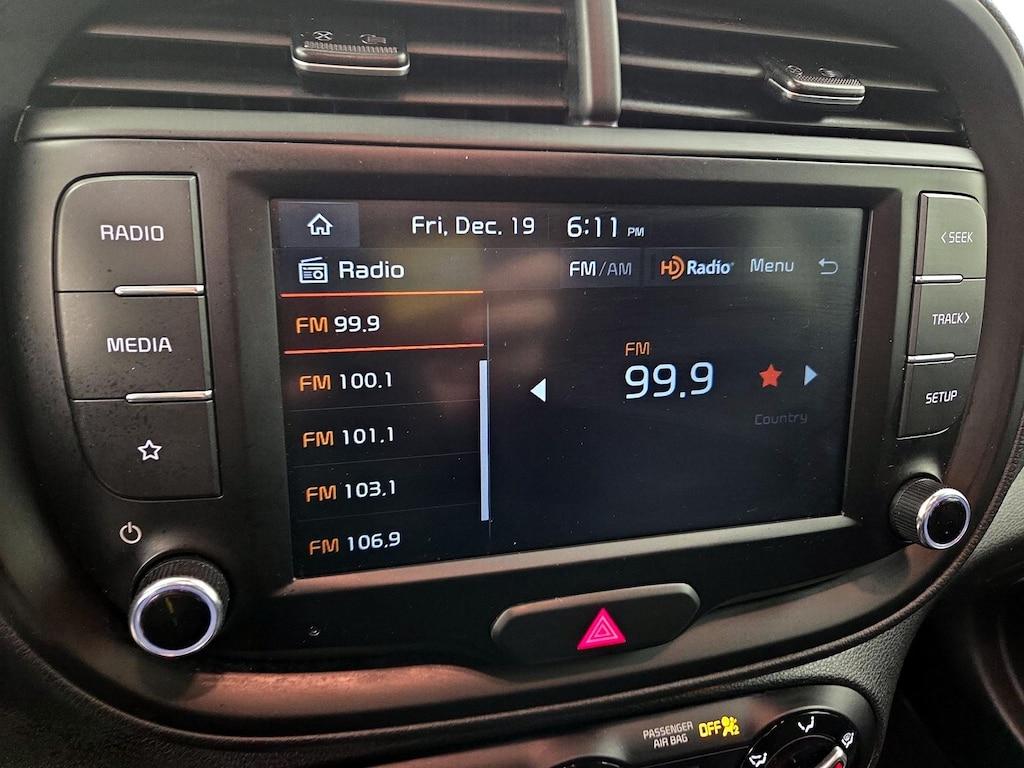 RADIO
MEDIA
Fri, Dec. 19 6:11 PM
Radio FM/AM HD Radio Menu
FM 99.9
FM 100.1
FM 101.1
FM 103.1
FM 106.9
FM
99.9
Country
< SEEK
TRACK >
SETUP
PASSENGER
AIR BAG
OFF
2